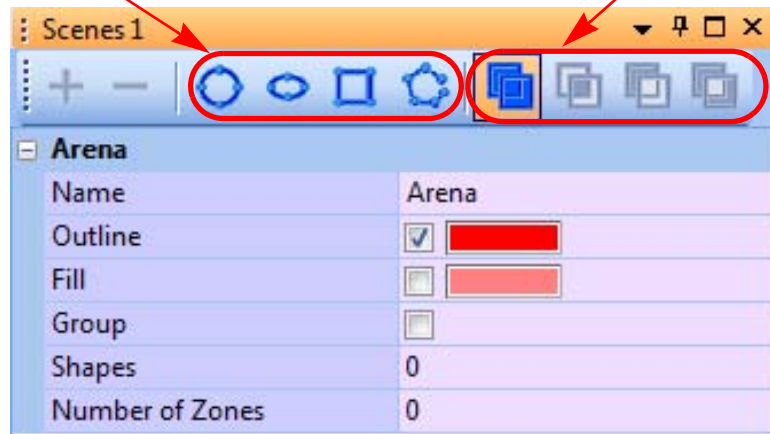 Scenes 1
Arena
Name Arena
Outline
Fill
Group
Shapes 0
Number of Zones 0